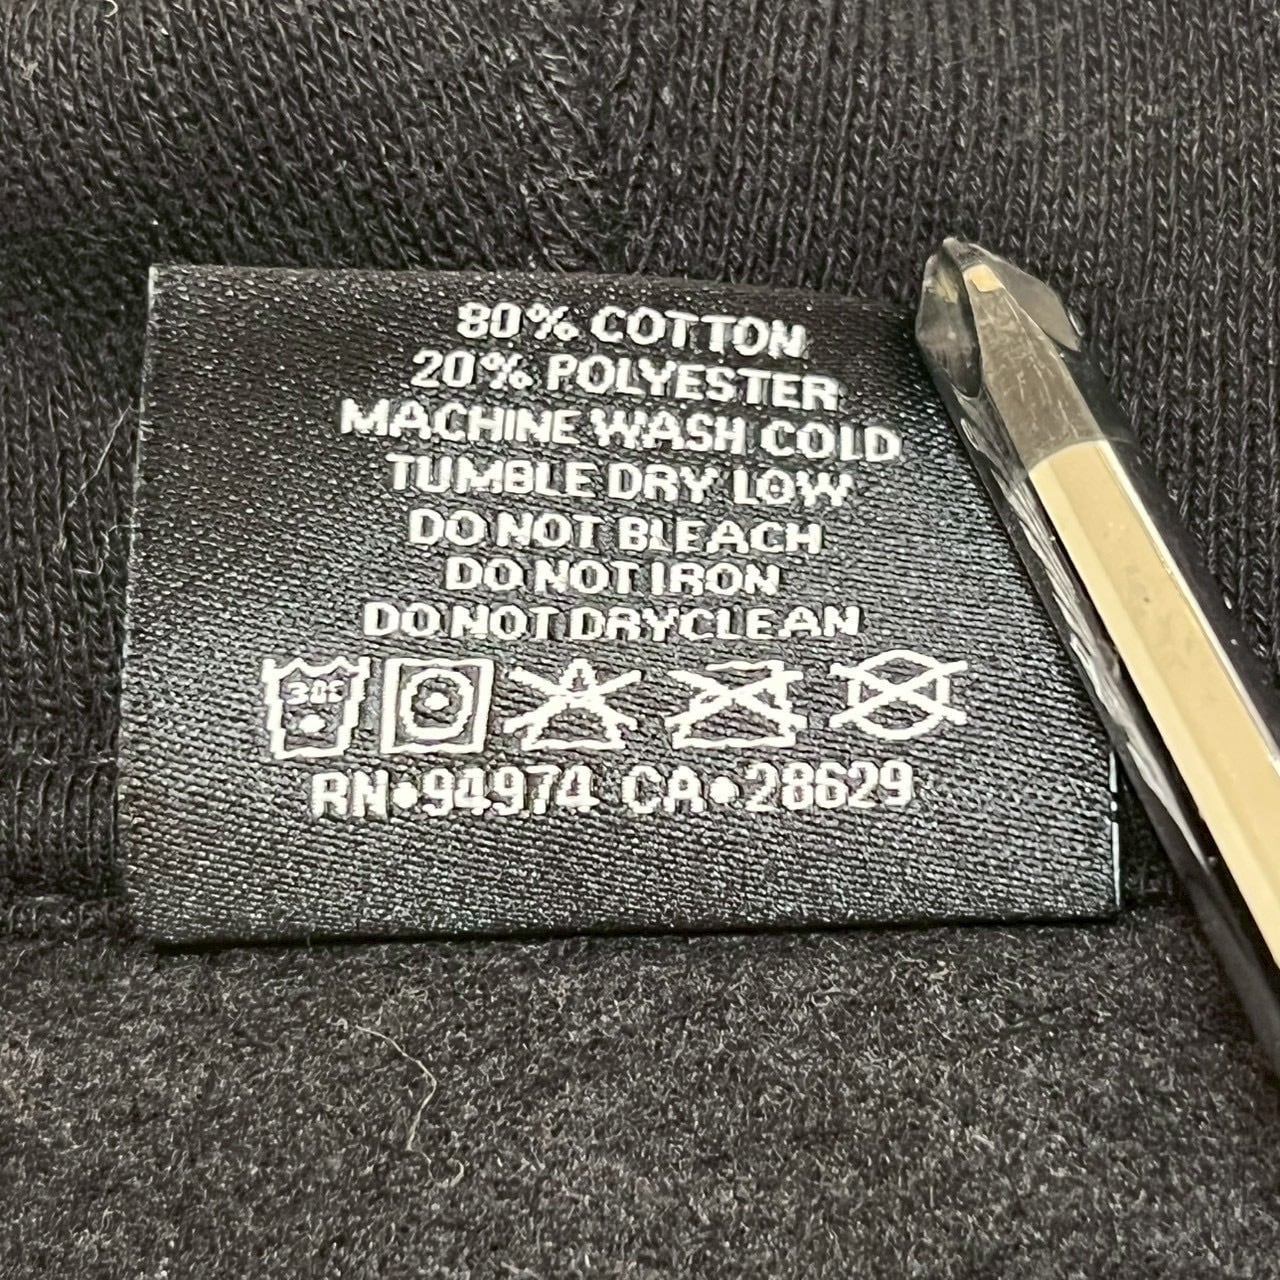 80% COTTON
20% POLYESTER
MACHINE WASH COLD
TUMBLE DRY LOW
DO NOT BLEACH
DO NOT IRON
DO NOT DRYCLEAN
RN•94974 CA•28629